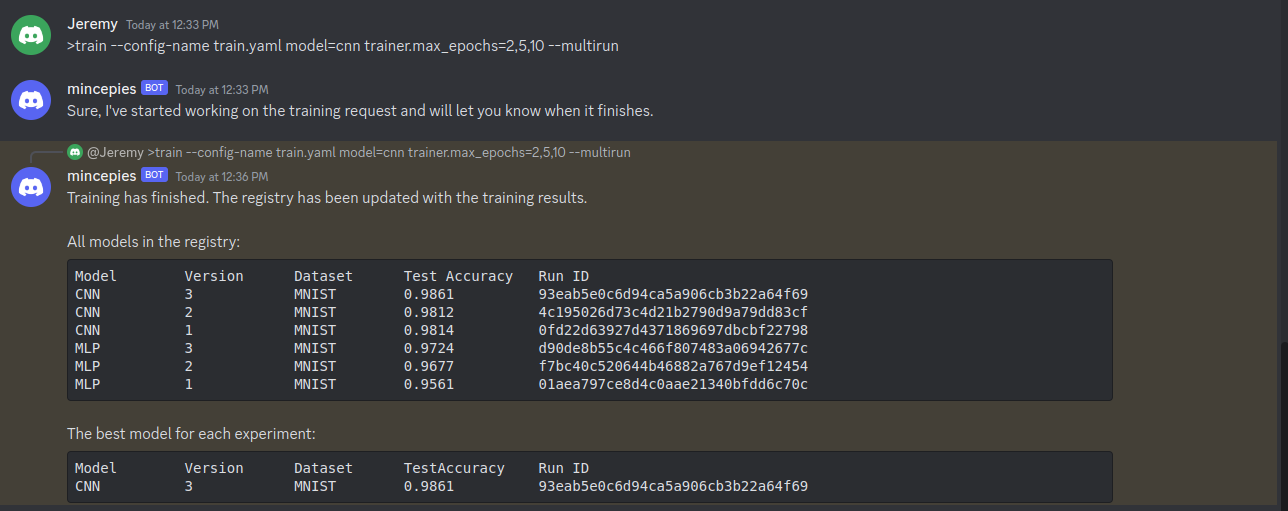 Jeremy Today at 12:33 PM
>train --config-name train.yaml model=cnn trainer.max_epochs=2,5,10 --multirun
mincepies BOT Today at 12:33 PM
Sure, I've started working on the training request and will let you know when it finishes.
@Jeremy >train --config-name train.yaml model=cnn trainer.max_epochs=2,5,10 --multirun
mincepies BOT Today at 12:36 PM
Training has finished. The registry has been updated with the training results.
All models in the registry:
Model Version Dataset Test Accuracy Run ID
CNN 3 MNIST 0.9861 93eab5e0c6d94ca5a906cb3b22a64f69
CNN 2 MNIST 0.9812 4c195026d73c4d21b2790d9a79dd83cf
CNN 1 MNIST 0.9814 0fd22d63927d4371869697dbcbf22798
MLP 3 MNIST 0.9724 d90de8b55c4c466f807483a06942677c
MLP 2 MNIST 0.9677 f7bc40c520644b46882a767d9ef12454
MLP 1 MNIST 0.9561 01aea797ce8d4c0aae21340bfdd6c70c
The best model for each experiment:
Model Version Dataset TestAccuracy Run ID
CNN 3 MNIST 0.9861 93eab5e0c6d94ca5a906cb3b22a64f69